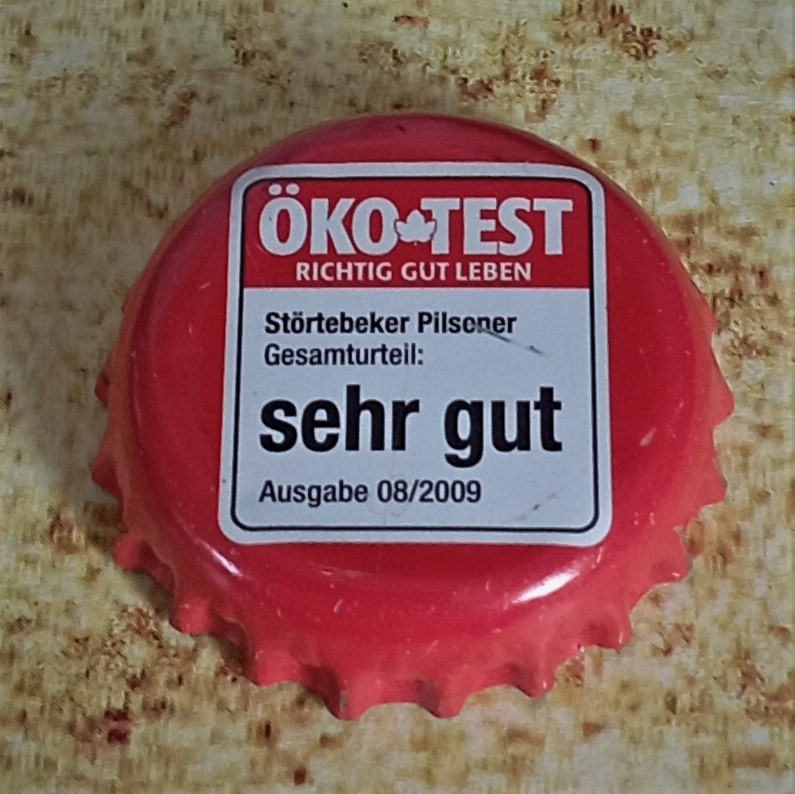 ÖKO TEST
RICHTIG GUT LEBEN
Störtebeker Pilsener
Gesamturteil:
sehr gut
Ausgabe 08/2009